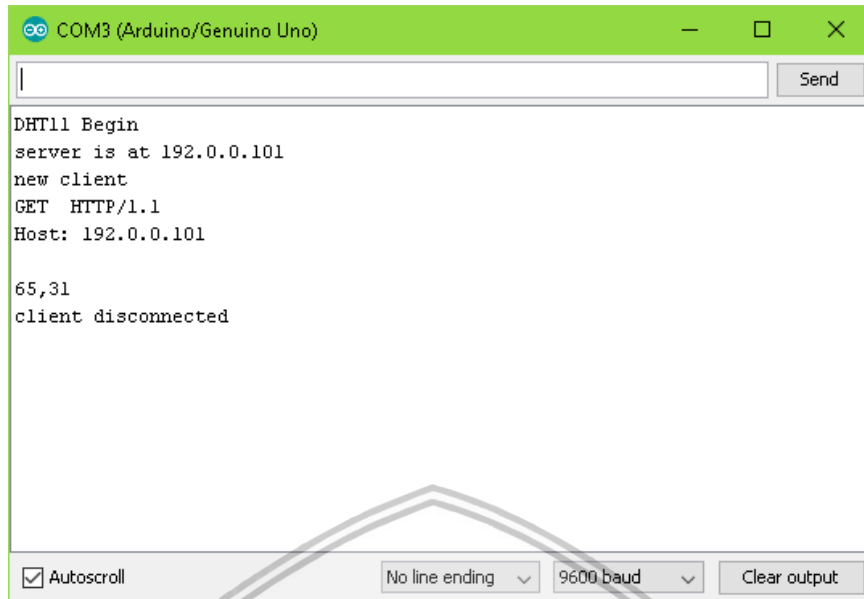 COM3 (Arduino/Genuino Uno)
Send
DHT11 Begin
server is at 192.0.0.101
new client
GET  HTTP/1.1
Host: 192.0.0.101

65,31
client disconnected
Autoscroll
No line ending
9600 baud
Clear output